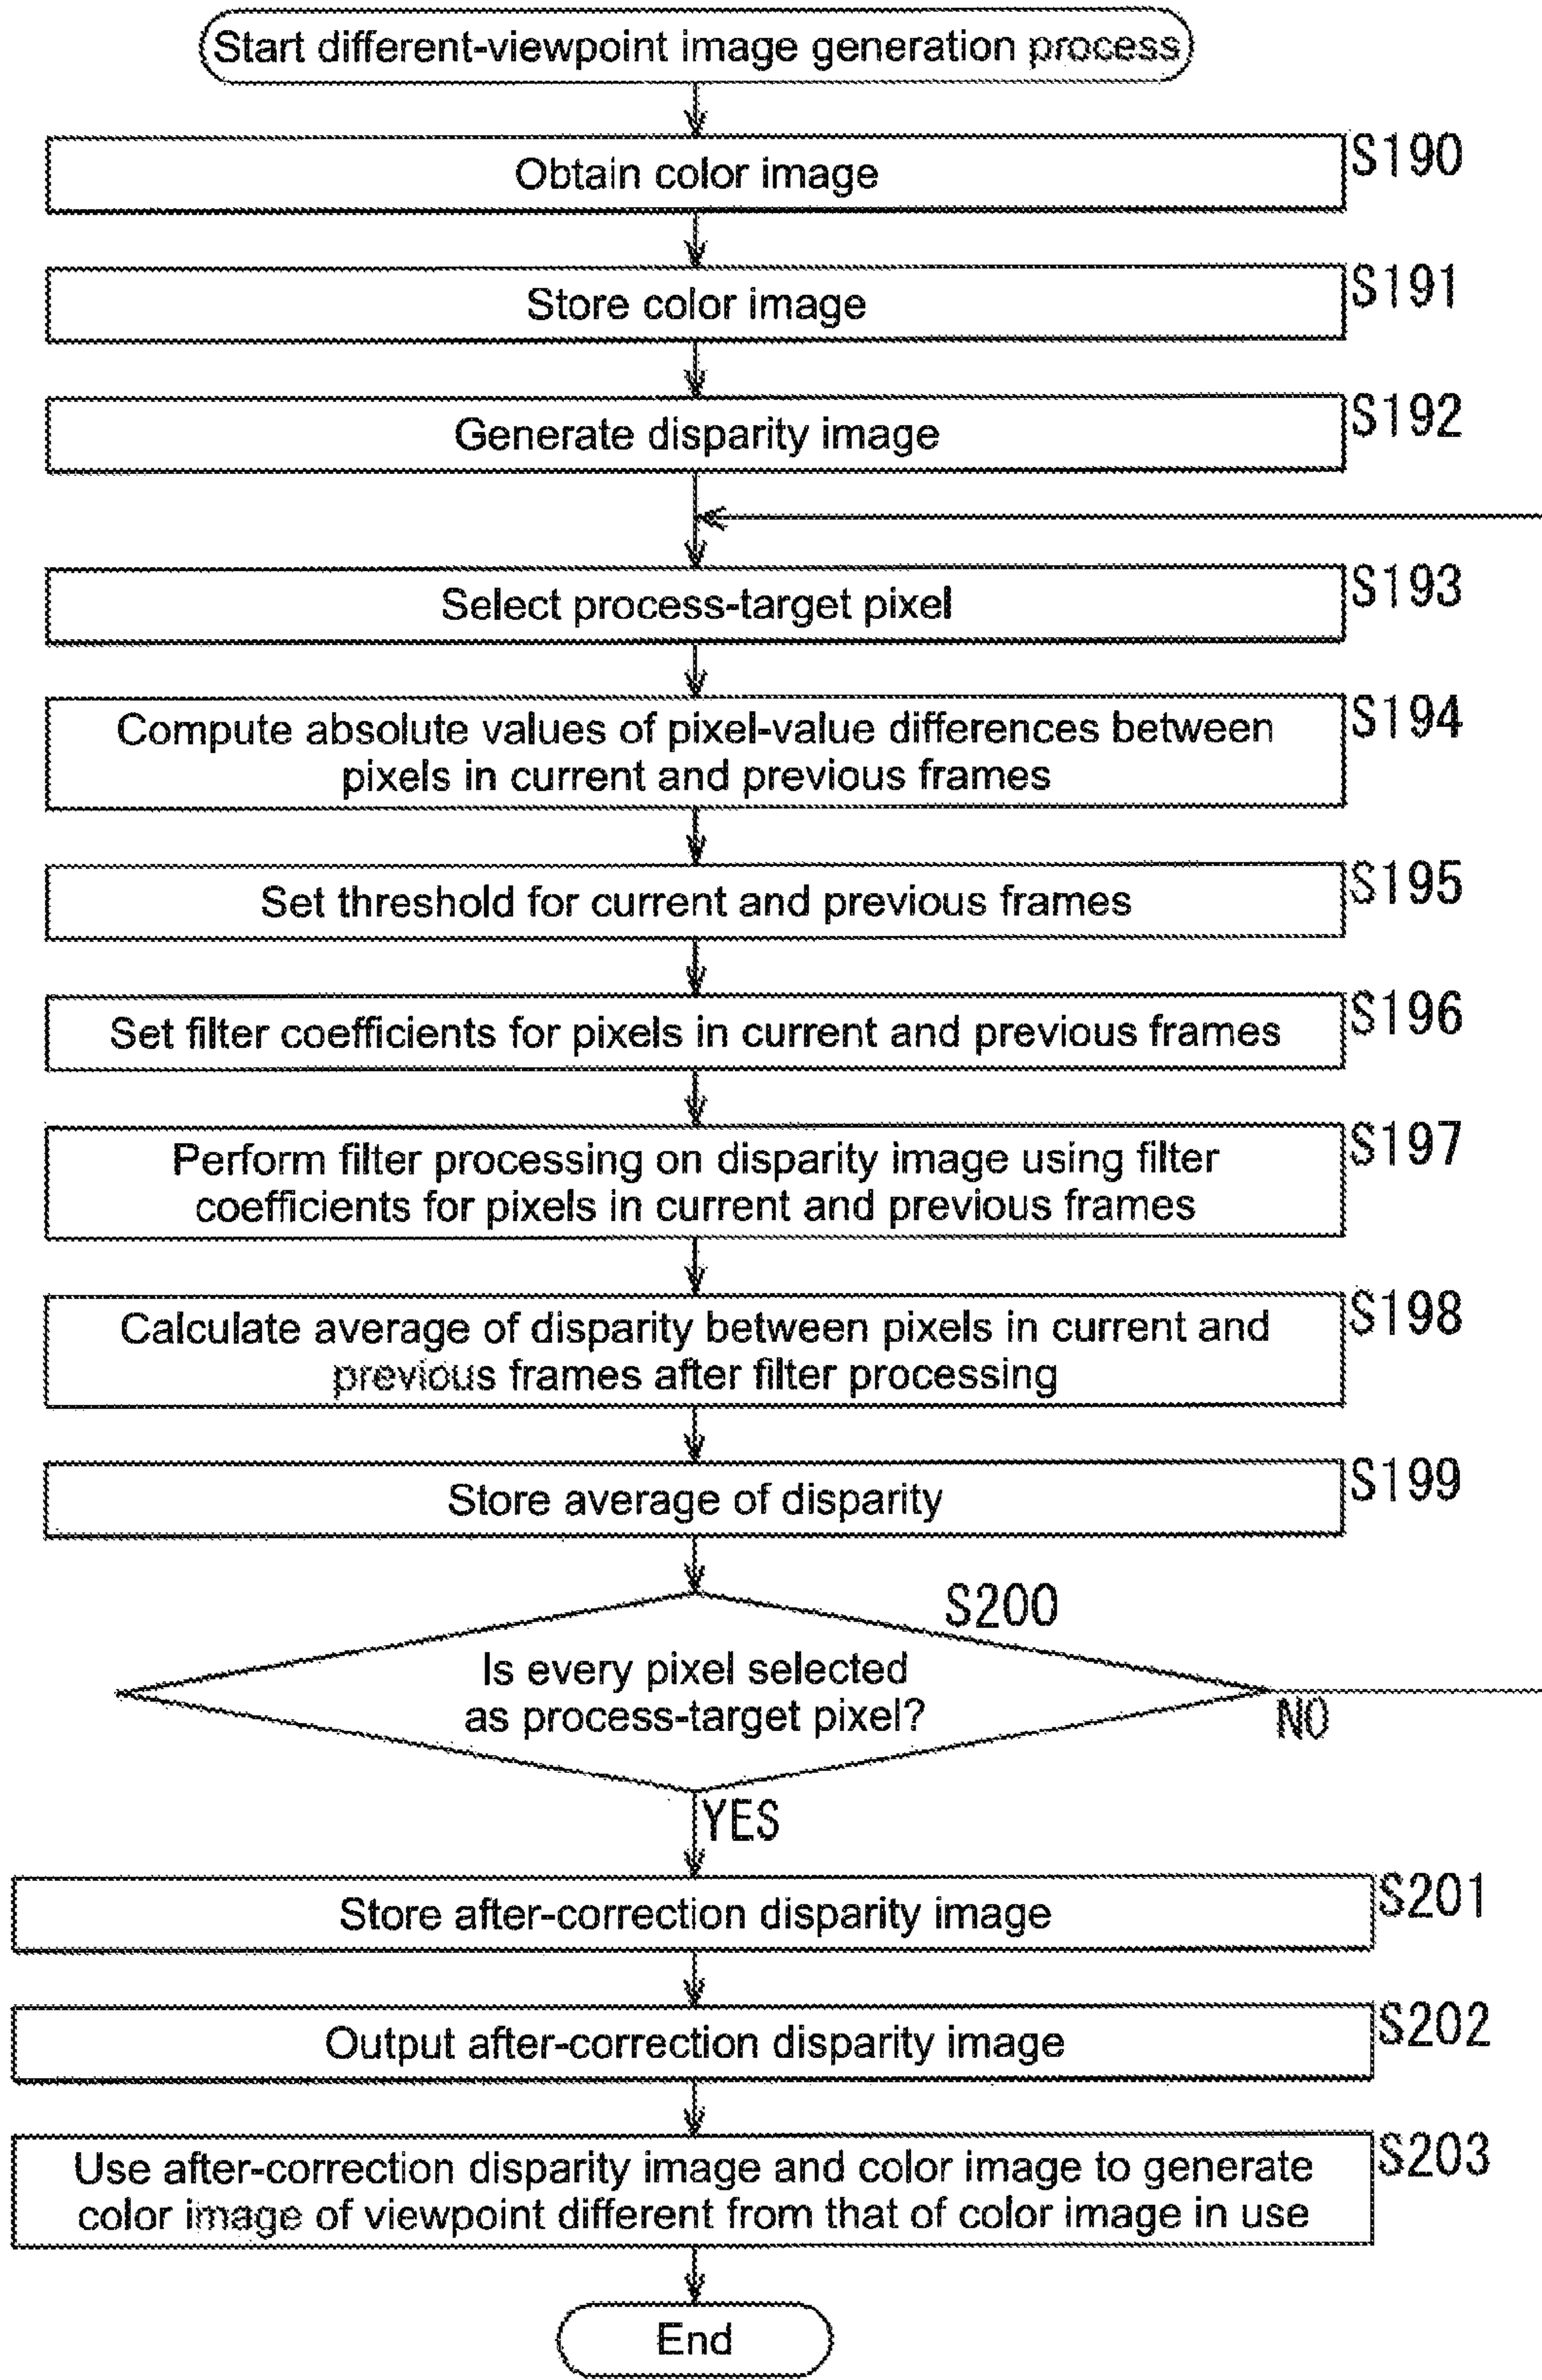 Start different-viewpoint image generation process
S190
Obtain color image
S191
Store color image
S192
Generate disparity image
S193
Select process-target pixel
S194
Compute absolute values of pixel-value differences between
pixels in current and previous frames
S195
Set threshold for current and previous frames
S196
Set filter coefficients for pixels in current and previous frames
S197
Perform filter processing on disparity image using filter
coefficients for pixels in current and previous frames
S198
Calculate average of disparity between pixels in current and
previous frames after filter processing
S199
Store average of disparity
S200
Is every pixel selected
as process-target pixel?
NO
YES
S201
Store after-correction disparity image
S202
Output after-correction disparity image
S203
Use after-correction disparity image and color image to generate
color image of viewpoint different from that of color image in use
End